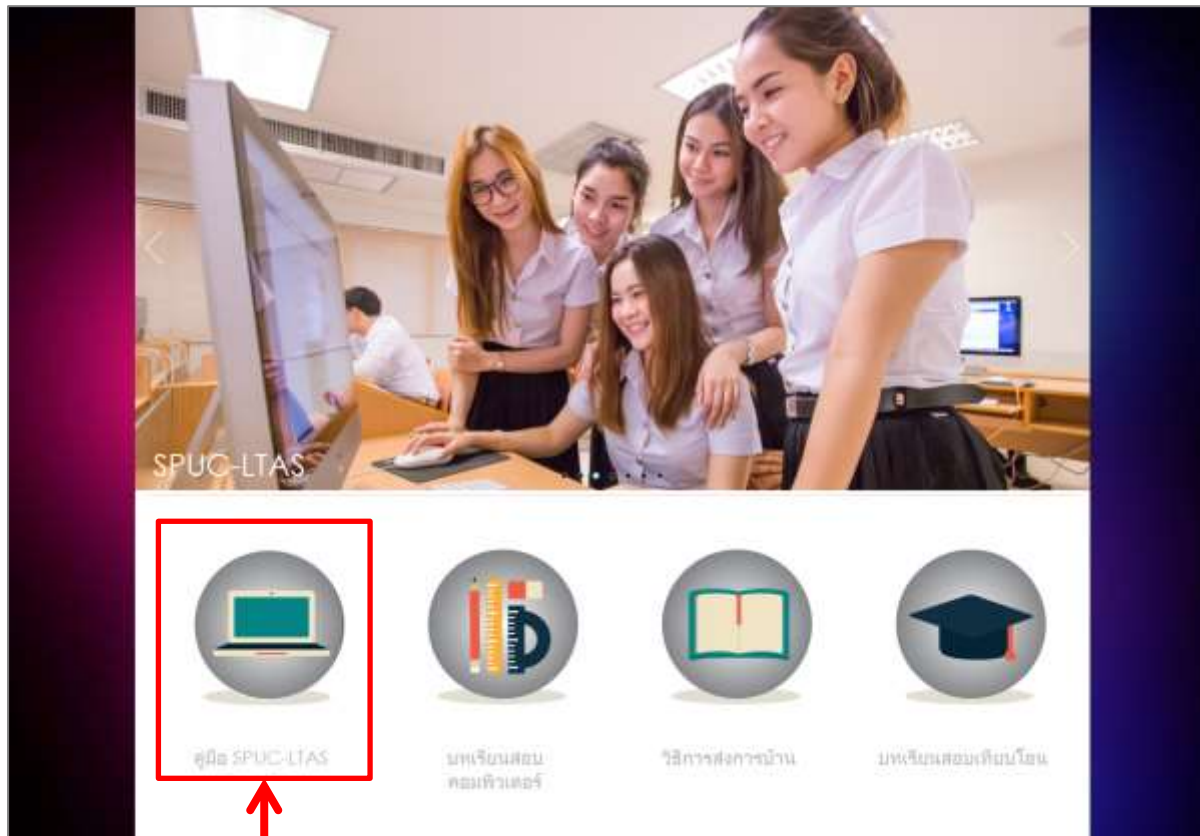 SPUC-LTAS
คู่มือ SPUC-LTAS
บทเรียนสอบ
คอมพิวเตอร์
วิธีการส่งการบ้าน
บทเรียนสอบเทียบโอน